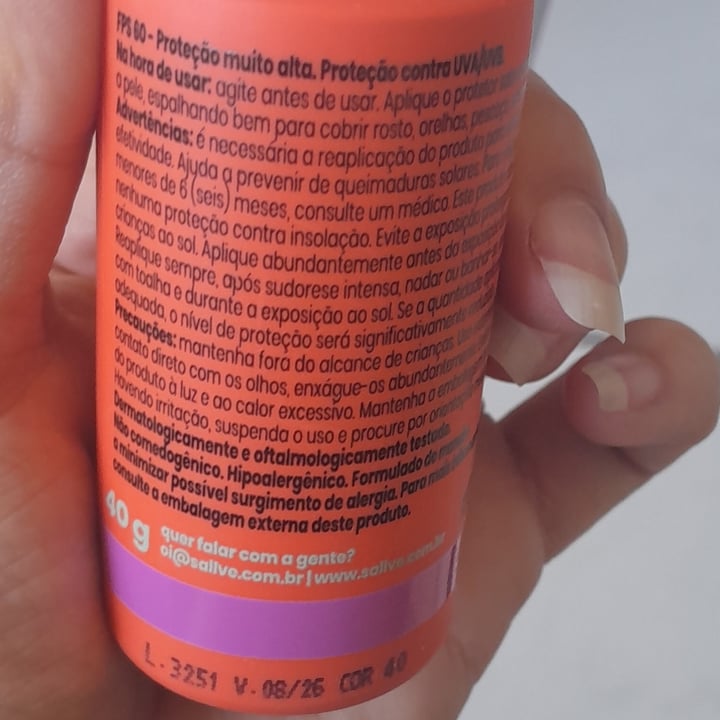 FPS 60 - Proteção muito alta. Proteção contra UVA/UVB.
Na hora de usar: agite antes de usar. Aplique o protetor
a pele, espalhando bem para cobrir rosto, orelhas,
Advertências: é necessária a reaplicação do produto para
efetividade. Ajuda a prevenir de queimaduras solares. Para
menores de 6 (seis) meses, consulte um médico. Este
nenhuma proteção contra insolação. Evite a exposição
crianças ao sol. Aplique abundantemente antes da exposição
Reaplique sempre, após sudorese intensa, nadar ou banhar-se,
com toalha e durante a exposição ao sol. Se a quantidade
adequada, o nível de proteção será significativamente
Precauções: mantenha fora do alcance de crianças.
contato direto com os olhos, enxágue-os abundantemente
do produto à luz e ao calor excessivo. Mantenha a
Havendo irritação, suspenda o uso e procure por
Dermatologicamente e oftalmologicamente testado.
Não comedogênico. Hipoalergênico. Formulado de
a minimizar possível surgimento de alergia. Para mais
consulte a embalagem externa deste produto.
40 g
quer falar com a gente?
oi@sallve.com.br | www.sallve.com.br
L.3251 V.08/26 COR 40